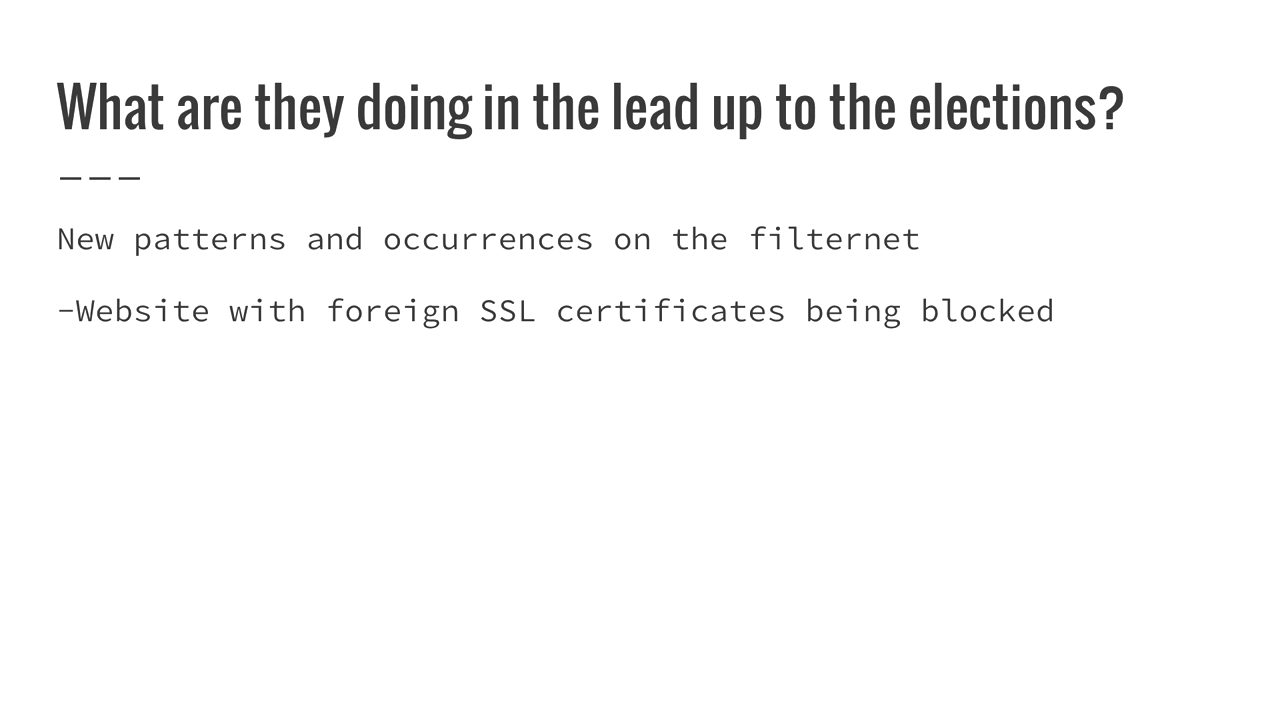 What are they doing in the lead up to the elections?
New patterns and occurrences on the filternet
-Website with foreign SSL certificates being blocked